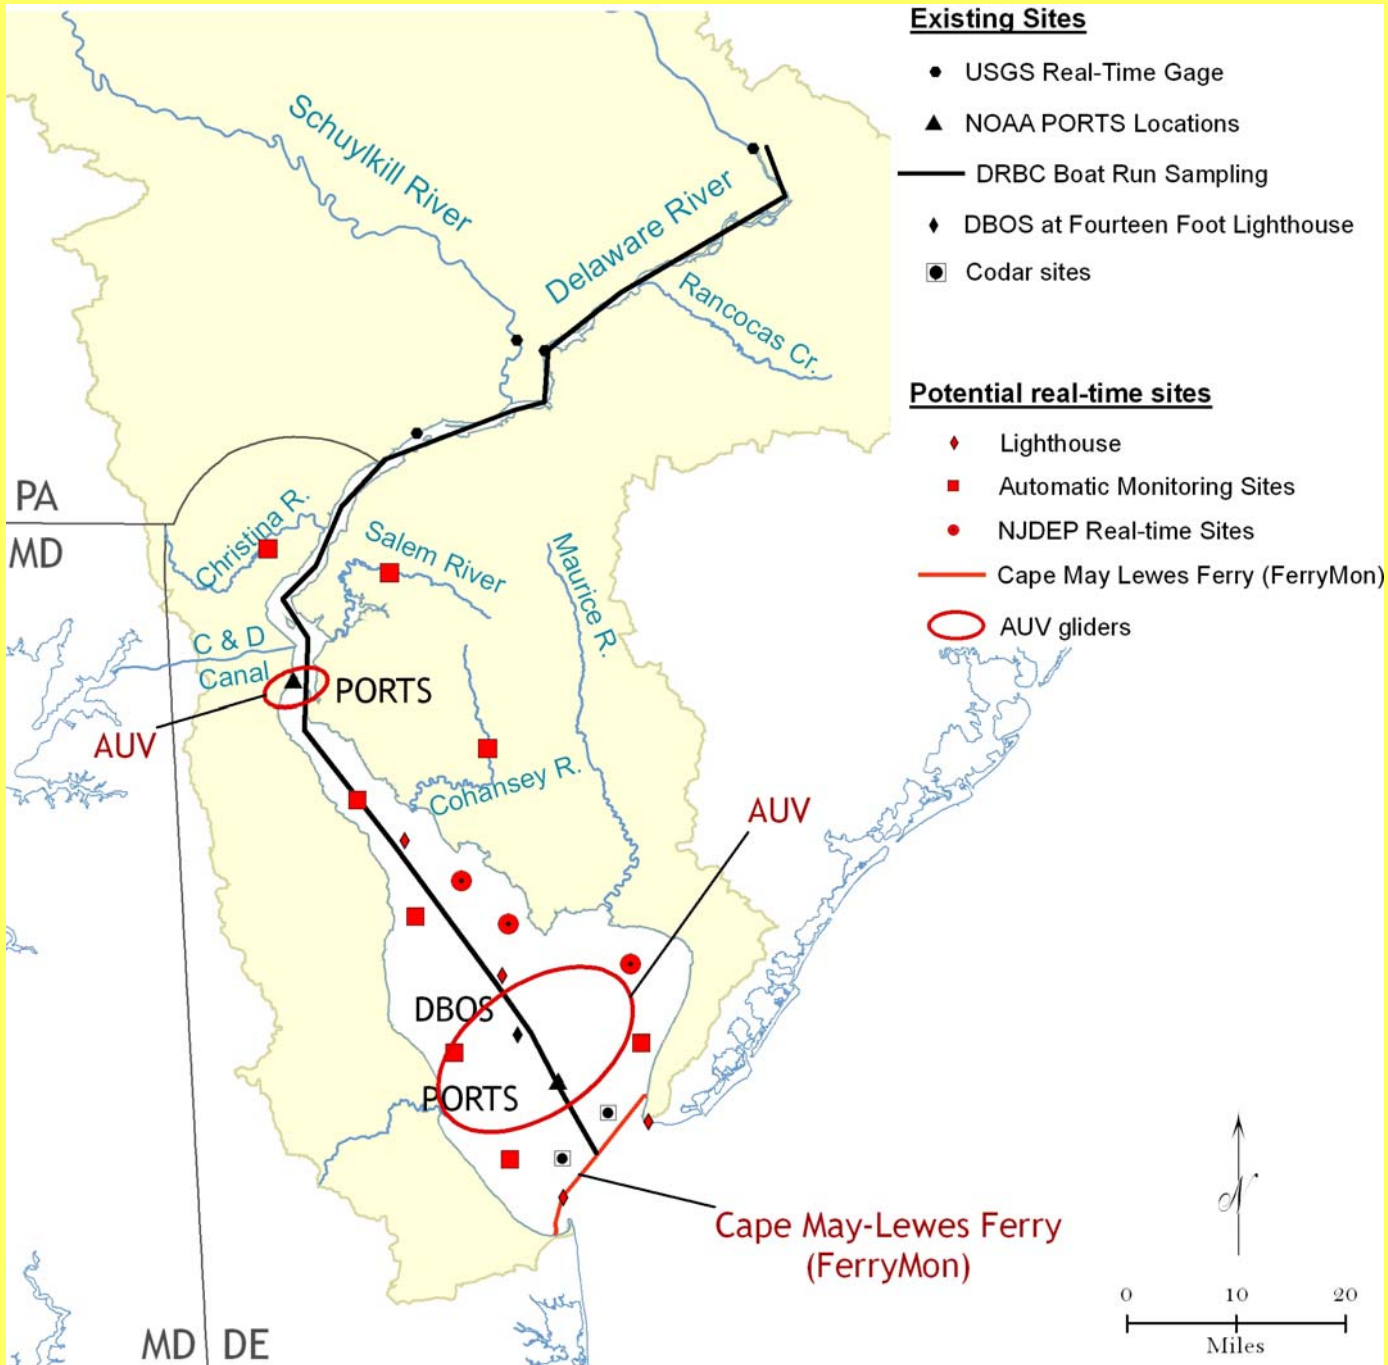 Existing Sites
USGS Real-Time Gage
NOAA PORTS Locations
DRBC Boat Run Sampling
DBOS at Fourteen Foot Lighthouse
Codar sites
Potential real-time sites
Lighthouse
Automatic Monitoring Sites
NJDEP Real-time Sites
Cape May Lewes Ferry (FerryMon)
AUV gliders
Schuylkill River
Delaware River
Rancocas Cr.
PA
MD
Christina R.
Salem River
Maurice R.
C & D
Canal
PORTS
AUV
Cohansey R.
AUV
DBOS
PORTS
Cape May-Lewes Ferry
(FerryMon)
N
0 10 20
Miles
MD DE